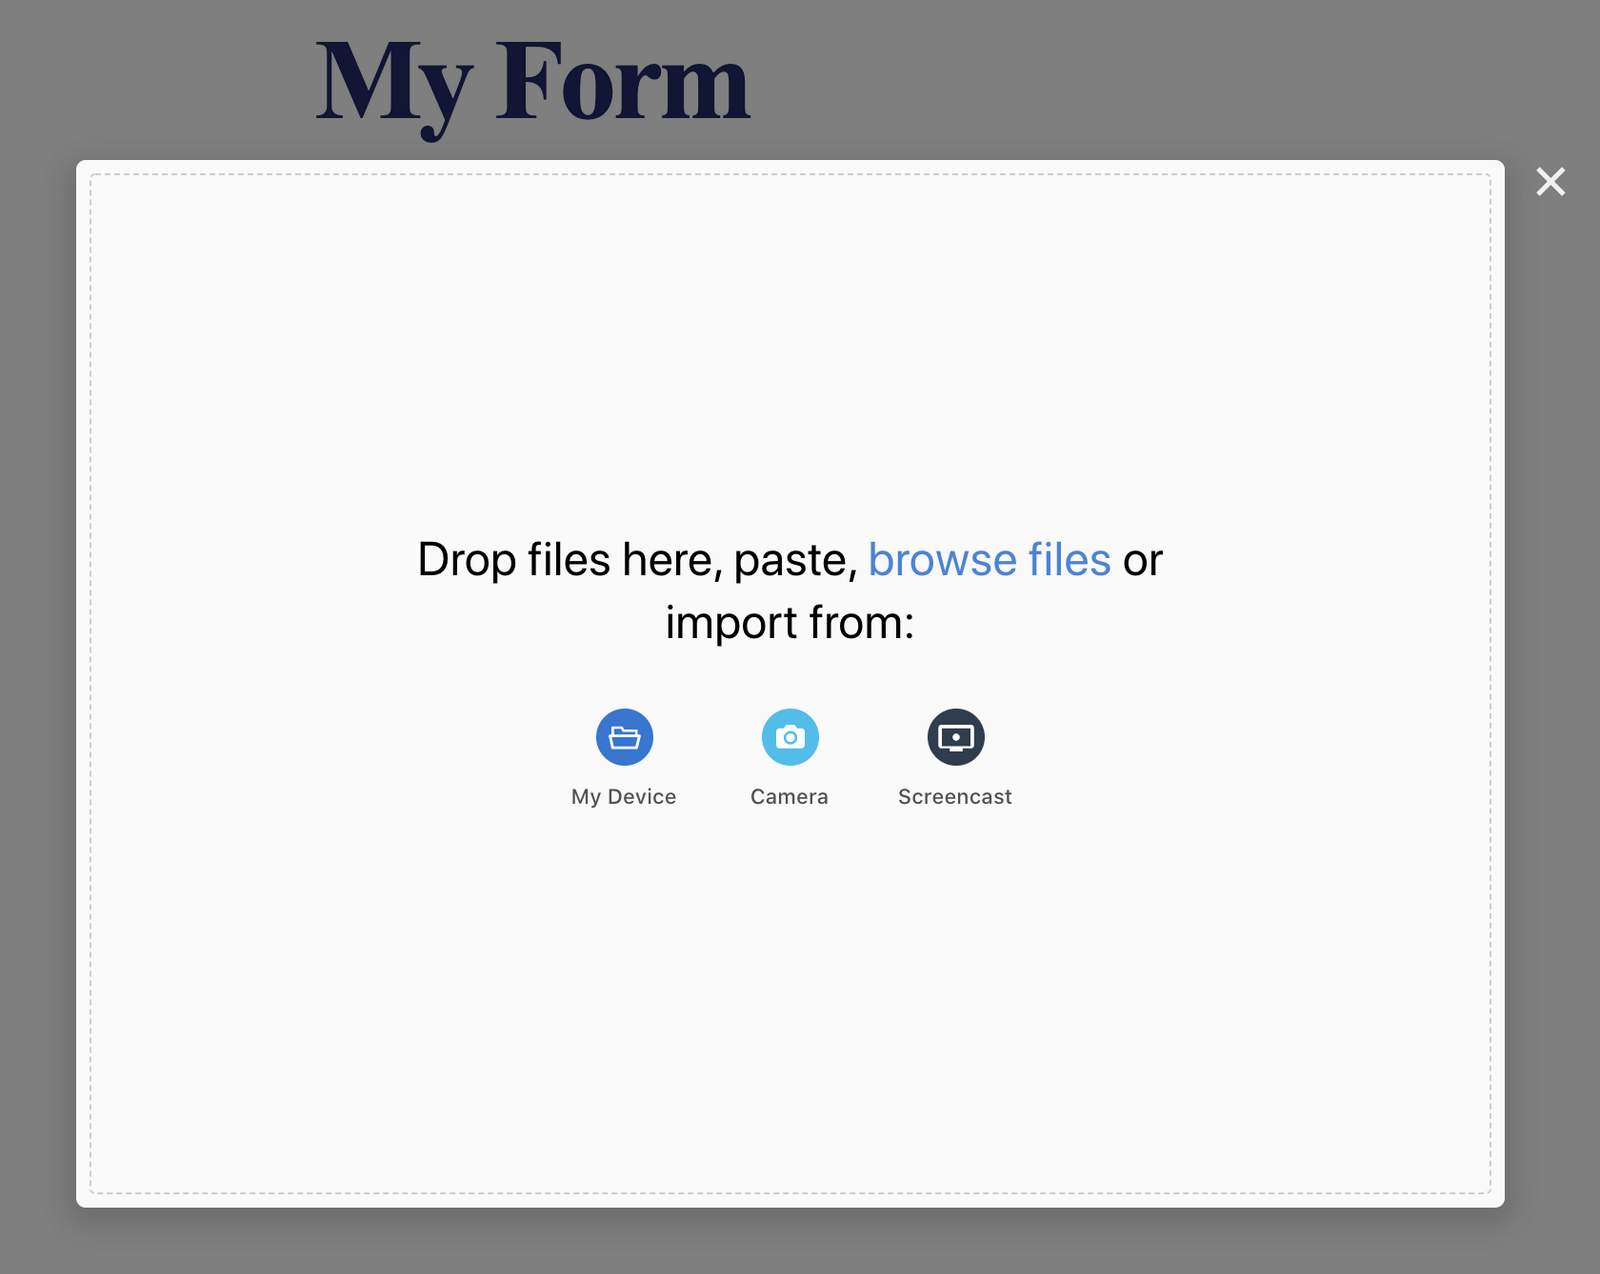 My Form
Drop files here, paste, browse files or
import from:
My Device
Camera
Screencast